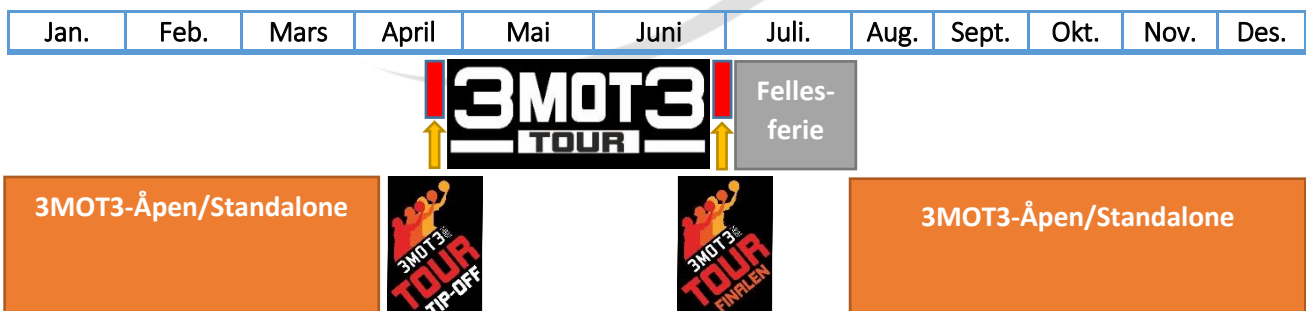 Jan. Feb. Mars April Mai Juni Juli. Aug. Sept. Okt. Nov. Des.
3MOT3
TOUR
Felles-
ferie
3MOT3-Åpen/Standalone
3MOT3
TOUR
TIP-OFF
3MOT3
TOUR
FINALEN
3MOT3-Åpen/Standalone